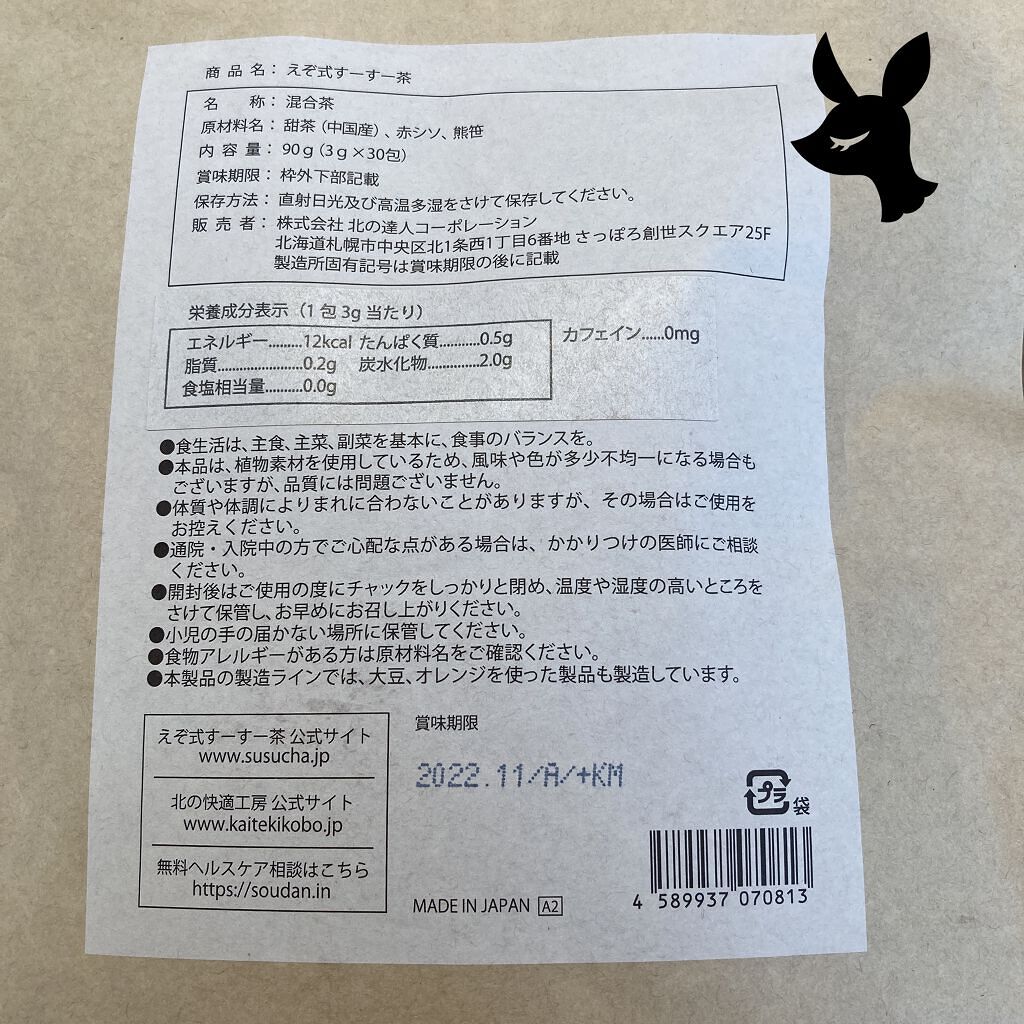 商品名：えぞ式すーすー茶
名　　称：混合茶
原材料名：甜茶（中国産）、赤シソ、熊笹
内容量：90g（3g×30包）
賞味期限：枠外下部記載
保存方法：直射日光及び高温多湿をさけて保存してください。
販売者：株式会社 北の達人コーポレーション
北海道札幌市中央区北1条西1丁目6番地 さっぽろ創世スクエア25F
製造所固有記号は賞味期限の後に記載
栄養成分表示（1包3g当たり）
エネルギー.........12kcal たんぱく質..........0.5g
カフェイン......0mg
脂質.......................0.2g 炭水化物..............2.0g
食塩相当量..........0.0g
●食生活は、主食、主菜、副菜を基本に、食事のバランスを。
●本品は、植物素材を使用しているため、風味や色が多少不均一になる場合も
ございますが、品質には問題ございません。
●体質や体調によりまれに合わないことがありますが、その場合はご使用を
お控えください。
●通院・入院中の方でご心配な点がある場合は、かかりつけの医師にご相談
ください。
●開封後はご使用の度にチャックをしっかりと閉め、温度や湿度の高いところを
さけて保管し、お早めにお召し上がりください。
●小児の手の届かない場所に保管してください。
●食物アレルギーがある方は原材料名をご確認ください。
●本製品の製造ラインでは、大豆、オレンジを使った製品も製造しています。
えぞ式すーすー茶 公式サイト
www.susucha.jp
北の快適工房 公式サイト
www.kaitekikobo.jp
無料ヘルスケア相談はこちら
https://soudan.in
賞味期限
2022.11/A/+KM
プラ
袋
MADE IN JAPAN A2
4 589937 070813